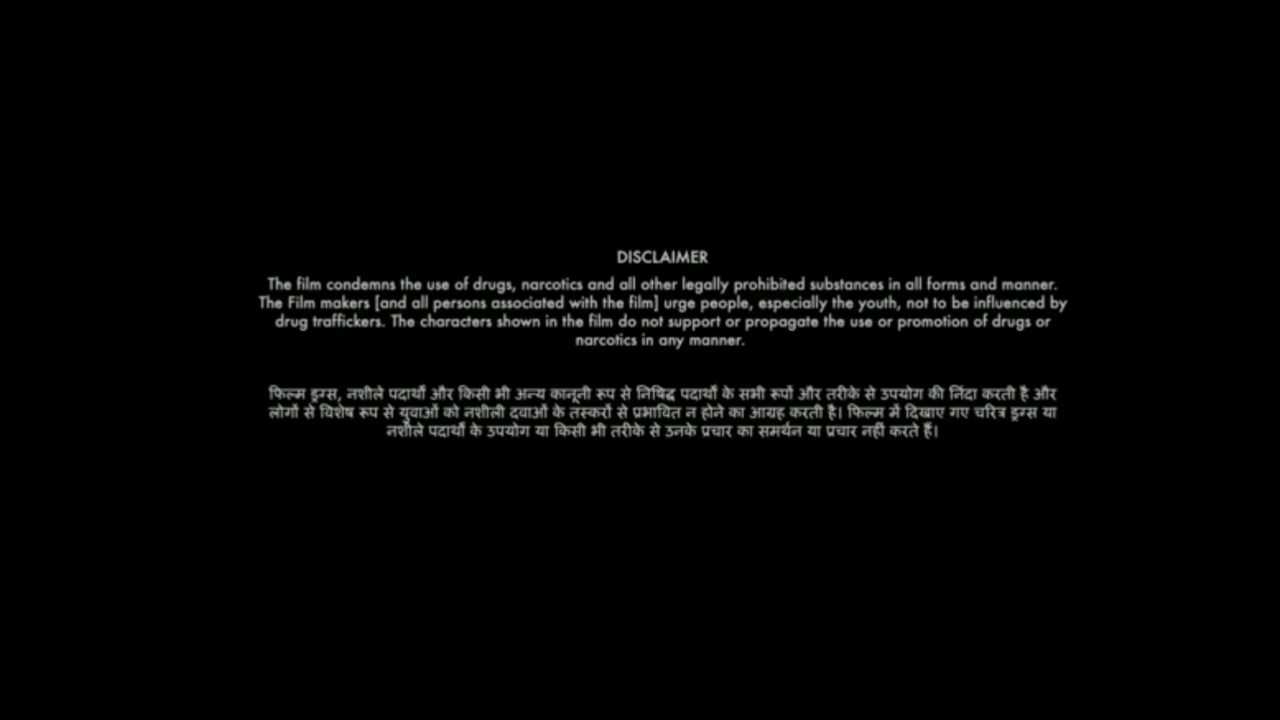 DISCLAIMER
The film condemns the use of drugs, narcotics and all other legally prohibited substances in all forms and manner.
The Film makers [and all persons associated with the film] urge people, especially the youth, not to be influenced by
drug traffickers. The characters shown in the film do not support or propagate the use or promotion of drugs or
narcotics in any manner.
फिल्म ड्रग्स, नशीले पदार्थों और किसी भी अन्य कानूनी रूप से निषिद्ध पदार्थों के सभी रूपों और तरीके से उपयोग की निंदा करती है और
लोगों से विशेष रूप से युवाओं को नशीली दवाओं के तस्करों से प्रभावित न होने का आग्रह करती है। फिल्म में दिखाए गए चरित्र ड्रग्स या
नशीले पदार्थों के उपयोग या किसी भी तरीके से उनके प्रचार का समर्थन या प्रचार नहीं करते हैं।